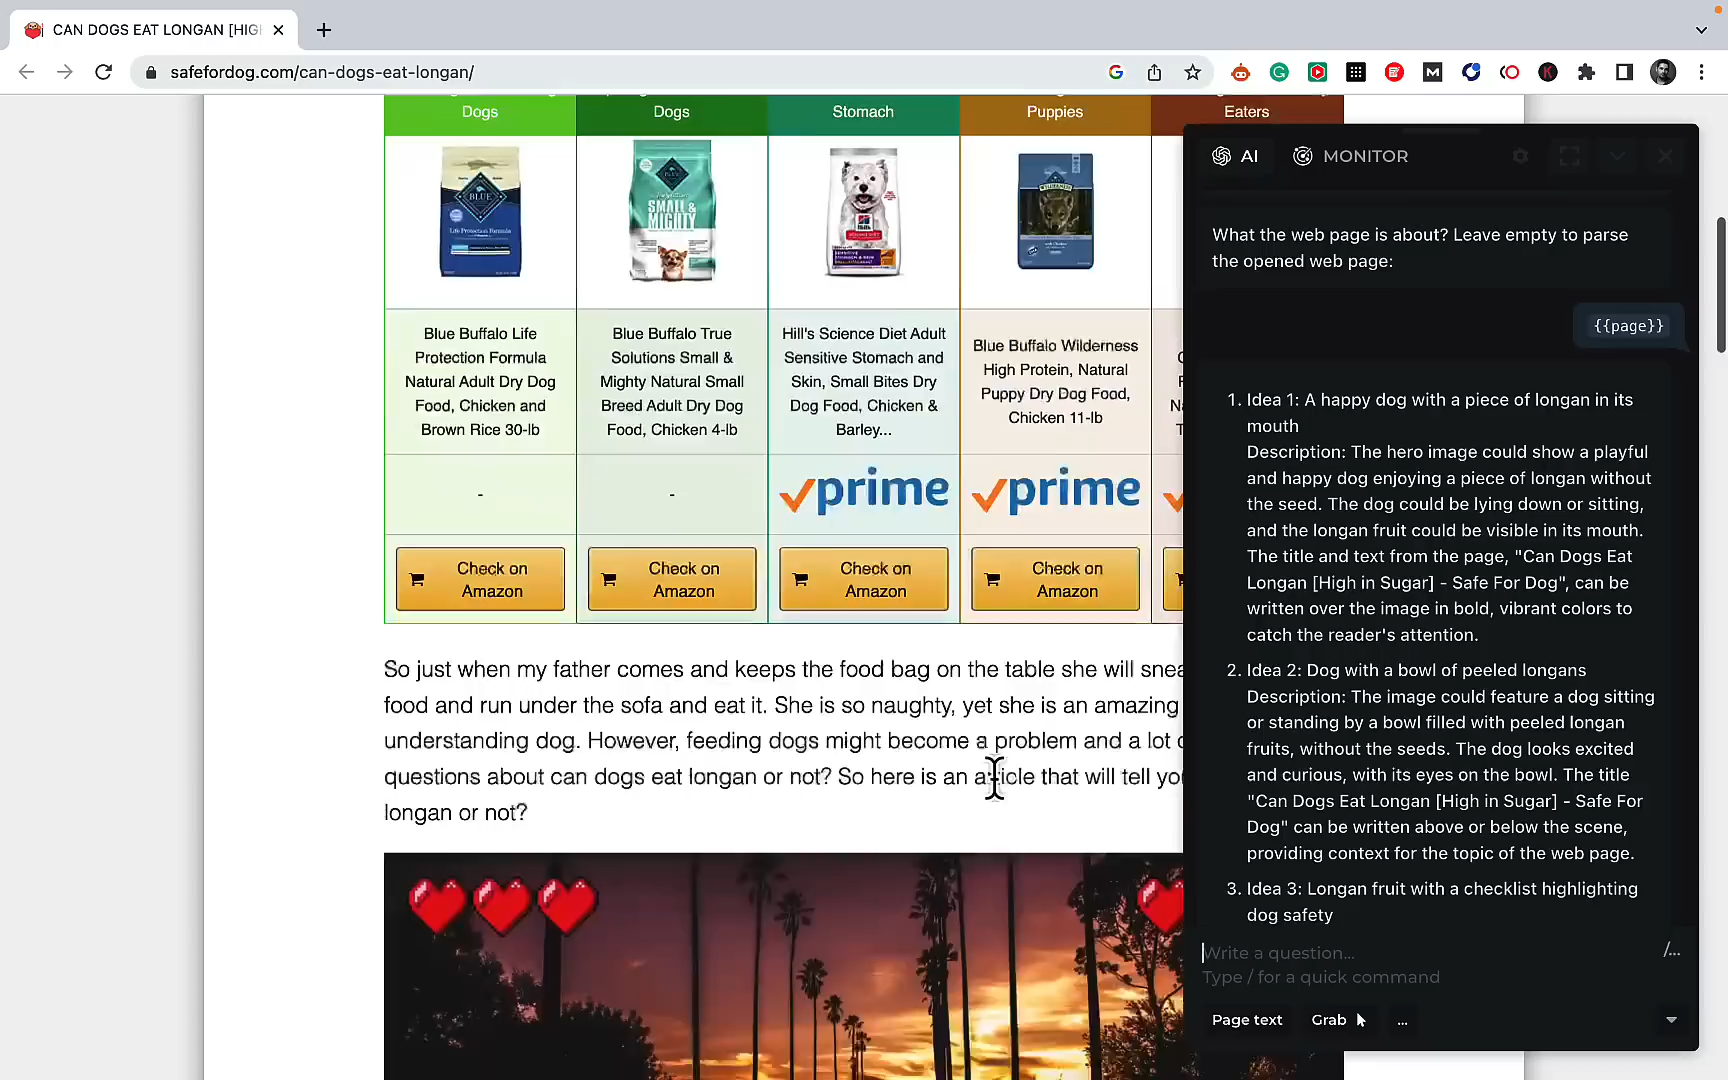 CAN DOGS EAT LONGAN [HIG
safefordog.com/can-dogs-eat-longan/
Dogs
Dogs
Stomach
Puppies
Eaters
BLUE
Life Protection Formula
BLUE
SMALL &
MIGHTY
Hill's
Blue Buffalo Life
Protection Formula
Natural Adult Dry Dog
Food, Chicken and
Brown Rice 30-lb
Blue Buffalo True
Solutions Small &
Mighty Natural Small
Breed Adult Dry Dog
Food, Chicken 4-lb
Hill's Science Diet Adult
Sensitive Stomach and
Skin, Small Bites Dry
Dog Food, Chicken &
Barley...
Blue Buffalo Wilderness
High Protein, Natural
Puppy Dry Dog Food,
Chicken 11-lb
-
-
prime
prime
Check on
Amazon
Check on
Amazon
Check on
Amazon
Check on
Amazon
So just when my father comes and keeps the food bag on the table she will snea
food and run under the sofa and eat it. She is so naughty, yet she is an amazing
understanding dog. However, feeding dogs might become a problem and a lot o
questions about can dogs eat longan or not? So here is an article that will tell you
longan or not?
AI
MONITOR
What the web page is about? Leave empty to parse
the opened web page:
{{page}}
1. Idea 1: A happy dog with a piece of longan in its
mouth
Description: The hero image could show a playful
and happy dog enjoying a piece of longan without
the seed. The dog could be lying down or sitting,
and the longan fruit could be visible in its mouth.
The title and text from the page, "Can Dogs Eat
Longan [High in Sugar] - Safe For Dog", can be
written over the image in bold, vibrant colors to
catch the reader's attention.
2. Idea 2: Dog with a bowl of peeled longans
Description: The image could feature a dog sitting
or standing by a bowl filled with peeled longan
fruits, without the seeds. The dog looks excited
and curious, with its eyes on the bowl. The title
"Can Dogs Eat Longan [High in Sugar] - Safe For
Dog" can be written above or below the scene,
providing context for the topic of the web page.
3. Idea 3: Longan fruit with a checklist highlighting
dog safety
Write a question...
/...
Type / for a quick command
Page text
Grab
...